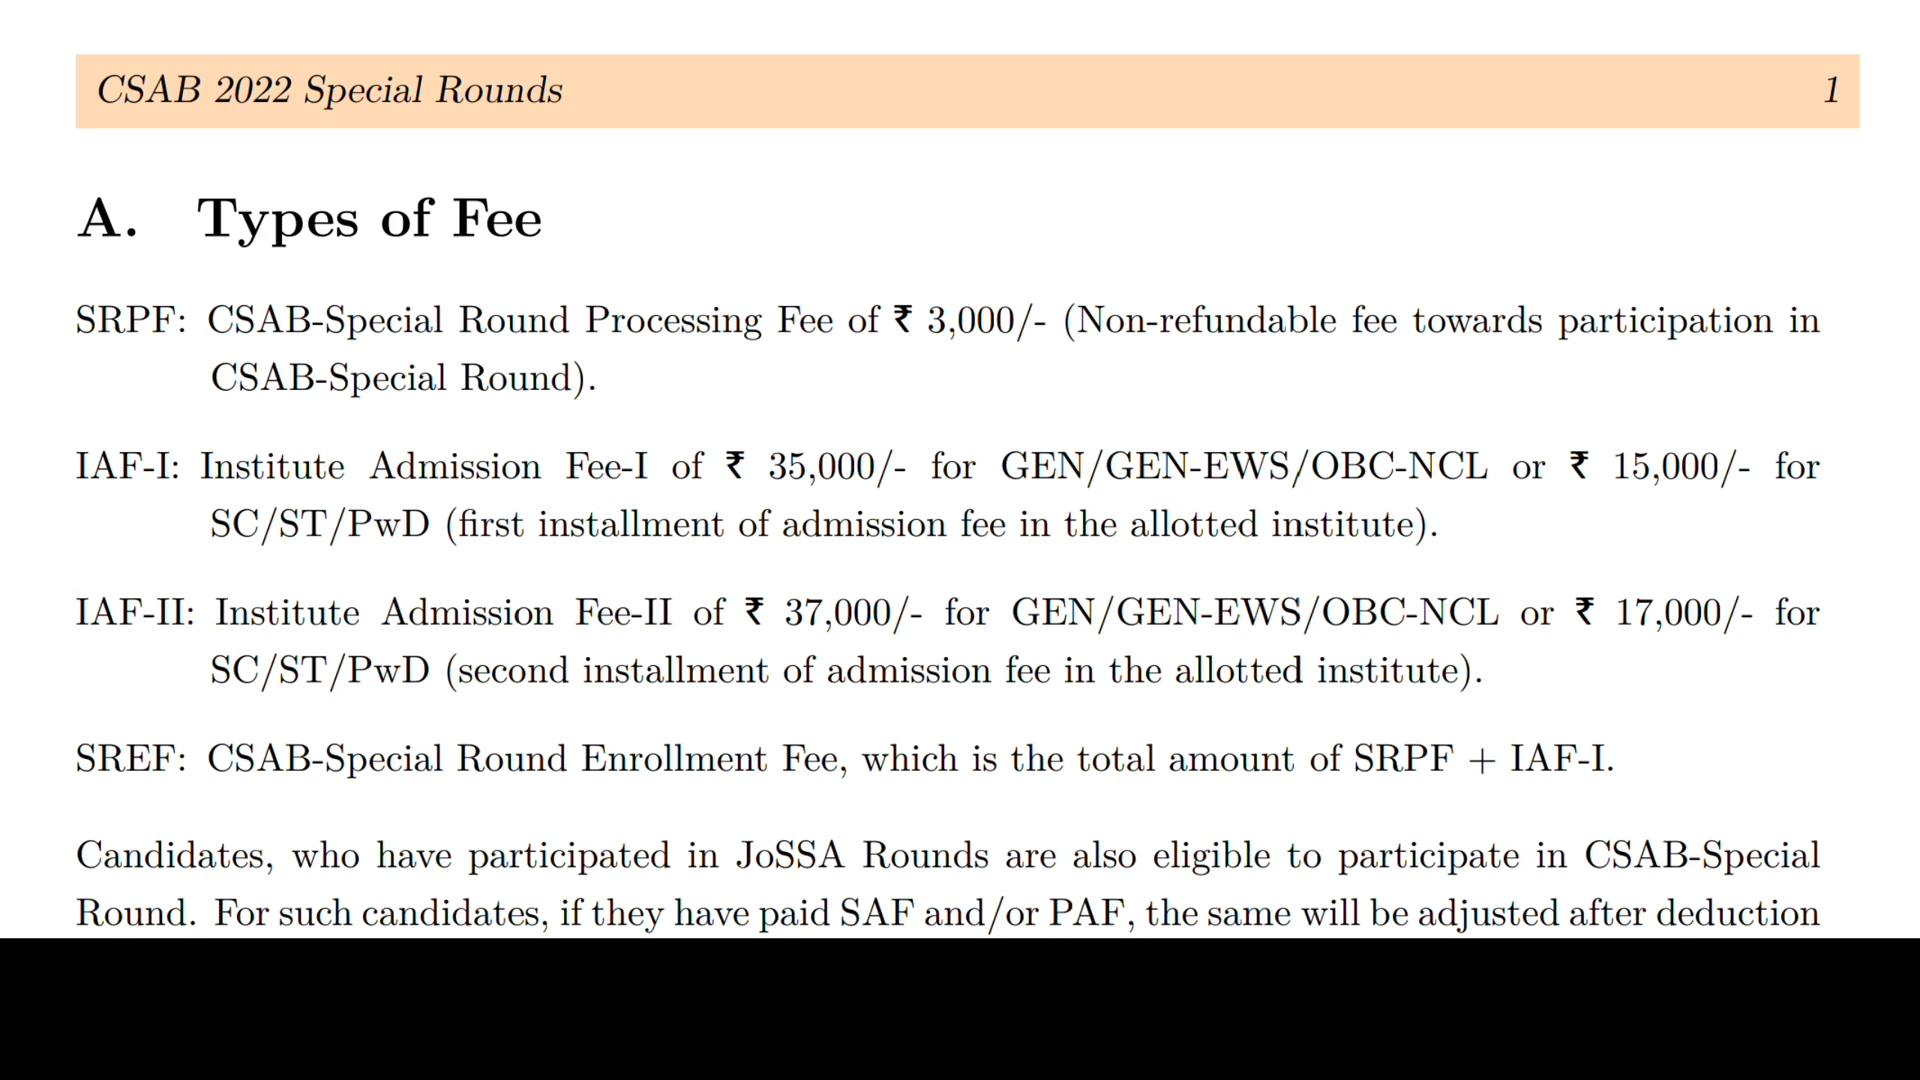 CSAB 2022 Special Rounds 1
A. Types of Fee
SRPF: CSAB-Special Round Processing Fee of ₹ 3,000/- (Non-refundable fee towards participation in
CSAB-Special Round).
IAF-I: Institute Admission Fee-I of ₹ 35,000/- for GEN/GEN-EWS/OBC-NCL or ₹ 15,000/- for
SC/ST/PwD (first installment of admission fee in the allotted institute).
IAF-II: Institute Admission Fee-II of ₹ 37,000/- for GEN/GEN-EWS/OBC-NCL or ₹ 17,000/- for
SC/ST/PwD (second installment of admission fee in the allotted institute).
SREF: CSAB-Special Round Enrollment Fee, which is the total amount of SRPF + IAF-I.
Candidates, who have participated in JoSSA Rounds are also eligible to participate in CSAB-Special
Round. For such candidates, if they have paid SAF and/or PAF, the same will be adjusted after deduction